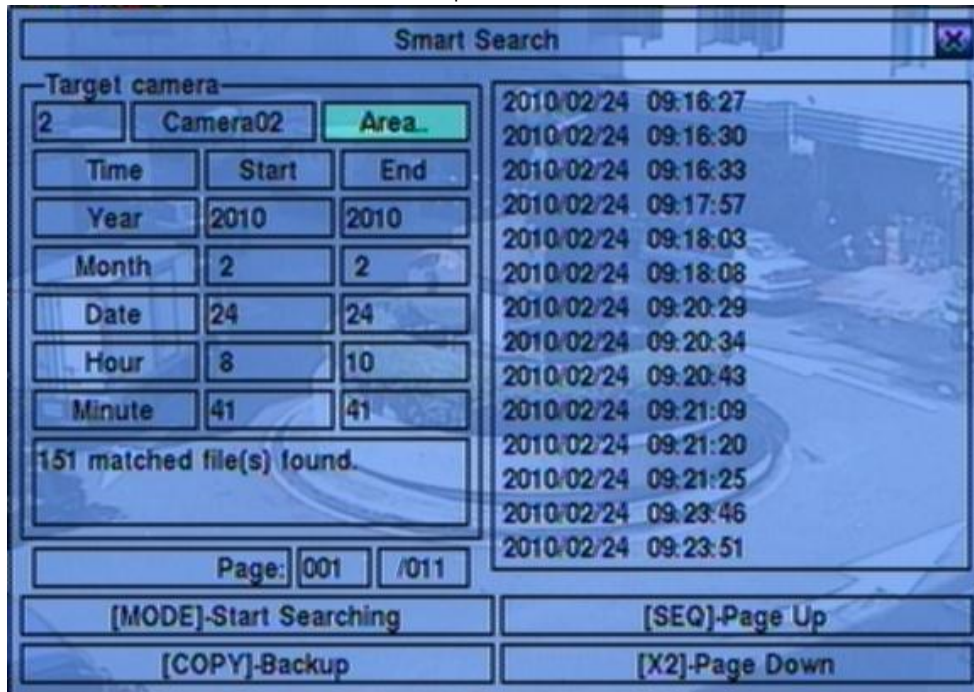 Smart Search
Target camera
2 Camera02 Area..
Time Start End
Year 2010 2010
Month 2 2
Date 24 24
Hour 8 10
Minute 41 41
151 matched file(s) found.
Page: 001 /011
2010/02/24 09:16:27
2010/02/24 09:16:30
2010/02/24 09:16:33
2010/02/24 09:17:57
2010/02/24 09:18:03
2010/02/24 09:18:08
2010/02/24 09:20:29
2010/02/24 09:20:34
2010/02/24 09:20:43
2010/02/24 09:21:09
2010/02/24 09:21:20
2010/02/24 09:21:25
2010/02/24 09:23:46
2010/02/24 09:23:51
[MODE]-Start Searching [SEQ]-Page Up
[COPY]-Backup [X2]-Page Down